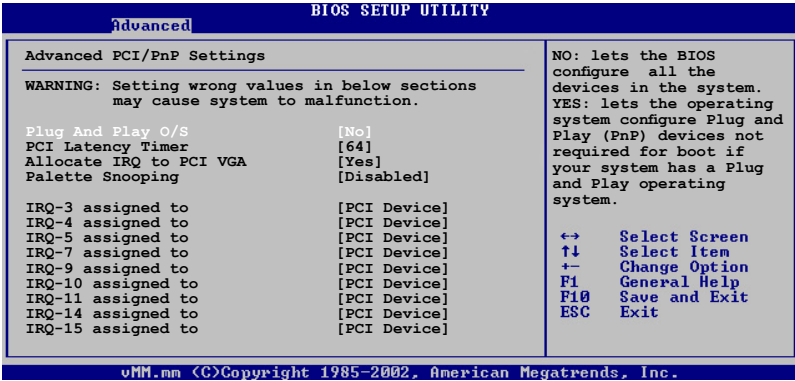 BIOS SETUP UTILITY
Advanced
Advanced PCI/PnP Settings
WARNING: Setting wrong values in below sections
may cause system to malfunction.
Plug And Play O/S [No]
PCI Latency Timer [64]
Allocate IRQ to PCI VGA [Yes]
Palette Snooping [Disabled]
IRQ-3 assigned to [PCI Device]
IRQ-4 assigned to [PCI Device]
IRQ-5 assigned to [PCI Device]
IRQ-7 assigned to [PCI Device]
IRQ-9 assigned to [PCI Device]
IRQ-10 assigned to [PCI Device]
IRQ-11 assigned to [PCI Device]
IRQ-14 assigned to [PCI Device]
IRQ-15 assigned to [PCI Device]
NO: lets the BIOS
configure all the
devices in the system.
YES: lets the operating
system configure Plug and
Play (PnP) devices not
required for boot if
your system has a Plug
and Play operating
system.
←→ Select Screen
↑↓ Select Item
+- Change Option
F1 General Help
F10 Save and Exit
ESC Exit
vMM.mm (C)Copyright 1985-2002, American Megatrends, Inc.